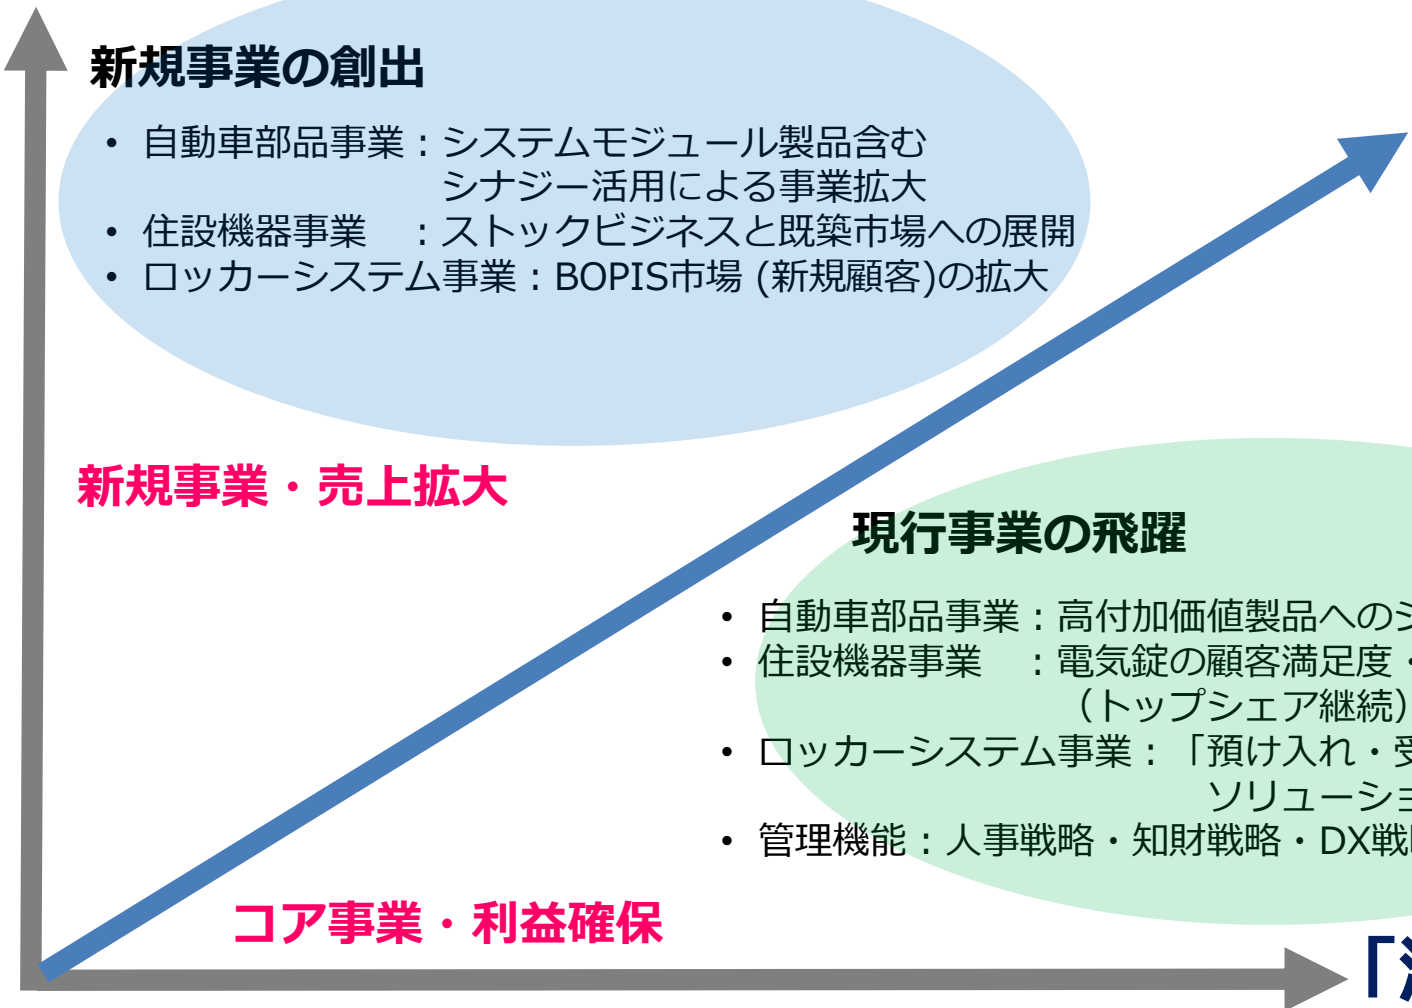 新規事業の創出
• 自動車部品事業：システムモジュール製品含む
シナジー活用による事業拡大
• 住設機器事業　：ストックビジネスと既築市場への展開
• ロッカーシステム事業：BOPIS市場 (新規顧客)の拡大
新規事業・売上拡大
現行事業の飛躍
• 自動車部品事業：高付加価値製品への
• 住設機器事業　：電気錠の顧客満足度・
（トップシェア継続）
• ロッカーシステム事業：「預け入れ・受
ソリューショ
• 管理機能：人事戦略・知財戦略・DX戦
コア事業・利益確保
「